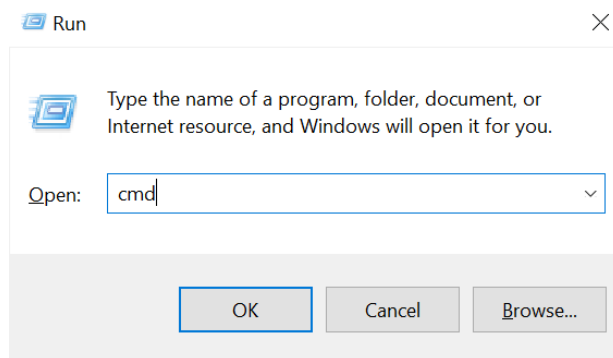 Run
Type the name of a program, folder, document, or
Internet resource, and Windows will open it for you.
Open: cmd
OK Cancel Browse...